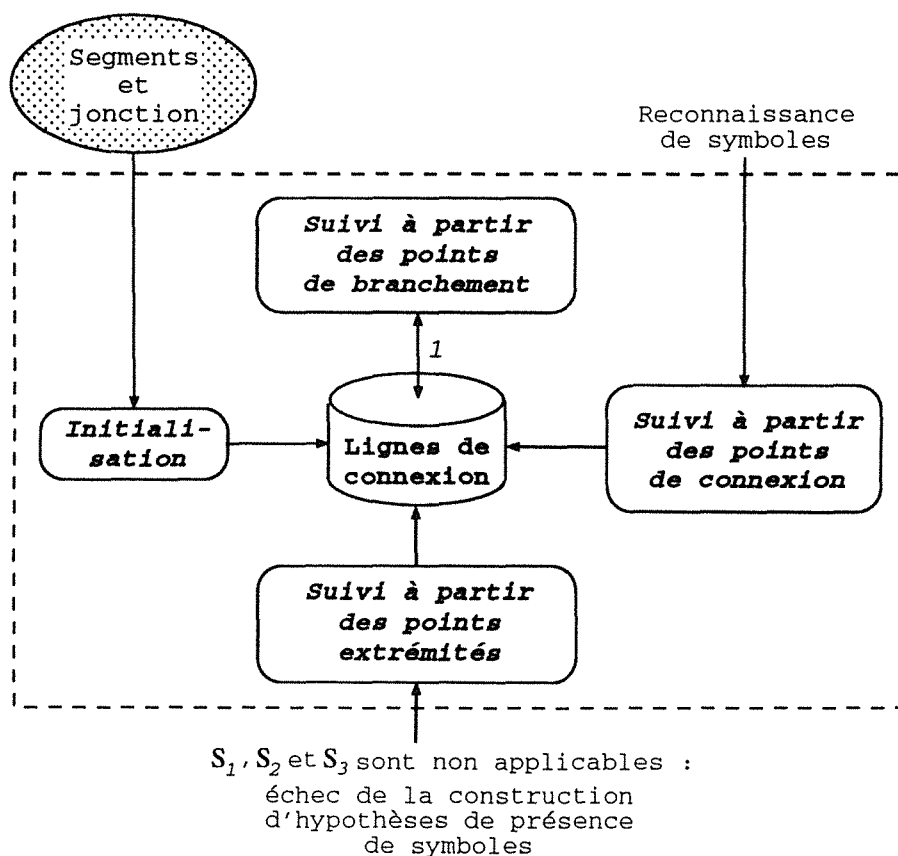 Segments
et
jonction
Reconnaissance
de symboles
Suivi à partir
des points
de branchement
1
Initiali-
sation
Lignes de
connexion
Suivi à partir
des points
de connexion
Suivi à partir
des points
extrémités
S1, S2 et S3 sont non applicables :
échec de la construction
d'hypothèses de présence
de symboles